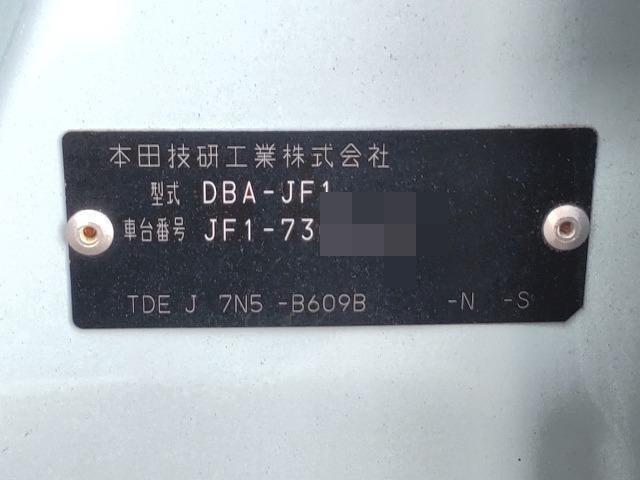 本田技研工業株式会社
型式 DBA-JF1
車台番号 JF1-73
TDE J 7N5 -B609B -N -S